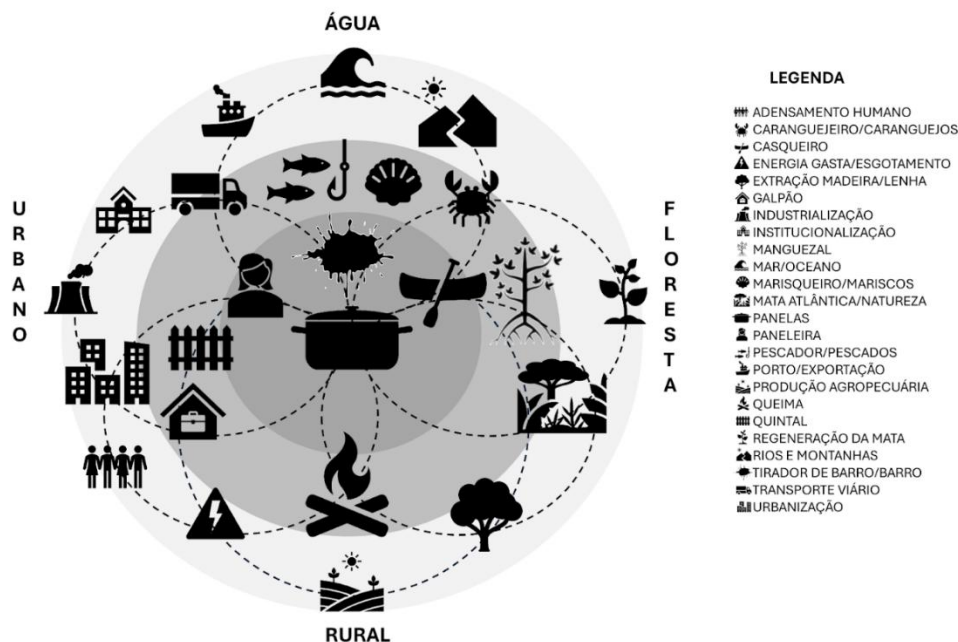 ÁGUA
URBANO
FLORESTA
RURAL
LEGENDA
ADENSAMENTO HUMANO
CARANGUEJEIRO/CARANGUEJOS
CASQUEIRO
ENERGIA GASTA/ESGOTAMENTO
EXTRAÇÃO MADEIRA/LENHA
GALPÃO
INDUSTRIALIZAÇÃO
INSTITUCIONALIZAÇÃO
MANGUEZAL
MAR/OCEANO
MARISQUEIRO/MARISCOS
MATA ATLÂNTICA/NATUREZA
PANELAS
PANELEIRA
PESCADOR/PESCADOS
PORTO/EXPORTAÇÃO
PRODUÇÃO AGROPECUÁRIA
QUEIMA
QUINTAL
REGENERAÇÃO DA MATA
RIOS E MONTANHAS
TIRADOR DE BARRO/BARRO
TRANSPORTE VIÁRIO
URBANIZAÇÃO